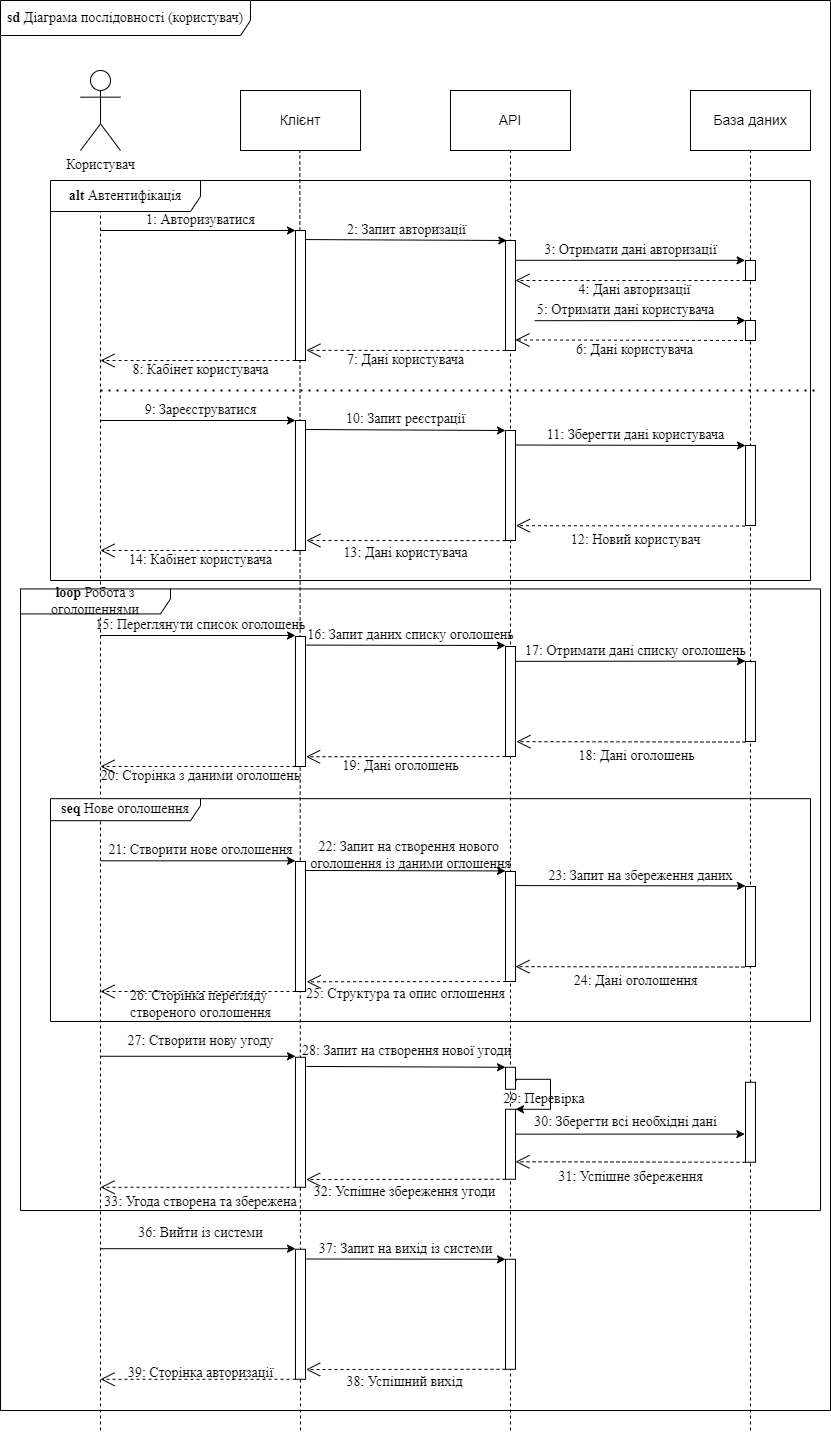 sd Діаграма послідовності (користувач)
Користувач
Клієнт
API
База даних
alt Автентифікація
1: Авторизуватися
2: Запит авторизації
3: Отримати дані авторизації
4: Дані авторизації
5: Отримати дані користувача
6: Дані користувача
7: Дані користувача
8: Кабінет користувача
9: Зареєструватися
10: Запит реєстрації
11: Зберегти дані користувача
12: Новий користувач
13: Дані користувача
14: Кабінет користувача
loop Робота з
оголошеннями
15: Переглянути список оголошень
16: Запит даних списку оголошень
17: Отримати дані списку оголошень
18: Дані оголошень
19: Дані оголошень
20: Сторінка з даними оголошень
seq Нове оголошення
21: Створити нове оголошення
22: Запит на створення нового
оголошення із даними оглошення
23: Запит на збереження даних
24: Дані оголошення
25: Структура та опис оглошення
26: Сторінка перегляду
створеного оголошення
27: Створити нову угоду
28: Запит на створення нової угоди
29: Перевірка
30: Зберегти всі необхідні дані
31: Успішне збереження
32: Успішне збереження угоди
33: Угода створена та збережена
36: Вийти із системи
37: Запит на вихід із системи
38: Успішний вихід
39: Сторінка авторизації